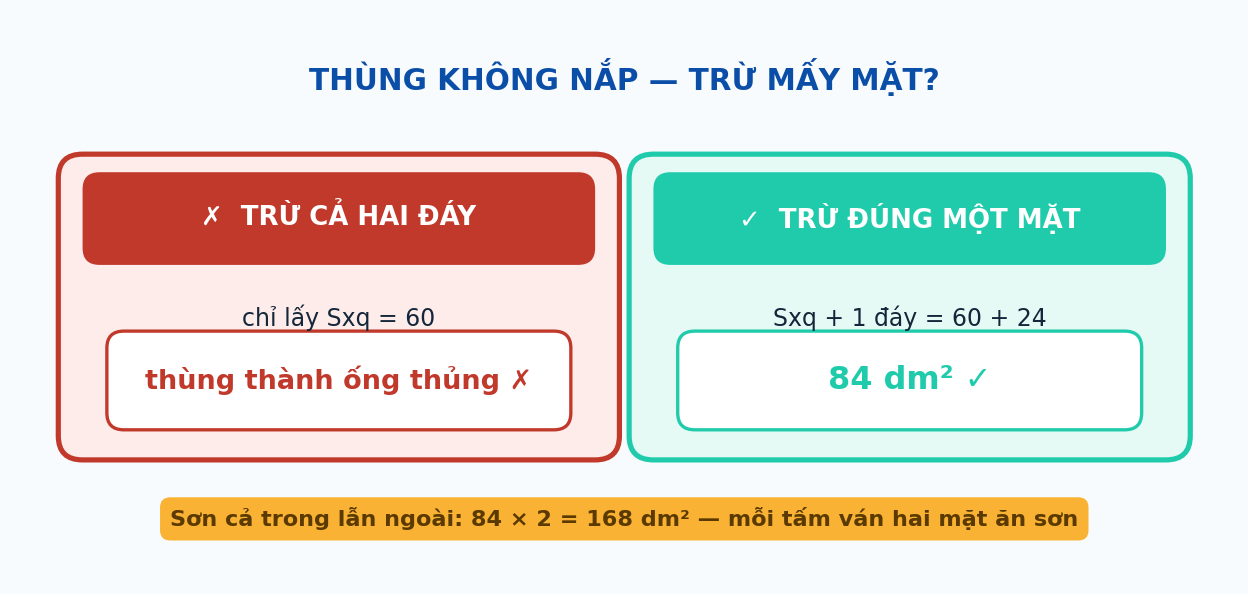 THÙNG KHÔNG NẮP — TRỪ MẤY MẶT?
✗ TRỪ CẢ HAI ĐÁY
chỉ lấy Sxq = 60
thùng thành ống thủng ✗
✓ TRỪ ĐÚNG MỘT MẶT
Sxq + 1 đáy = 60 + 24
84 dm² ✓
Sơn cả trong lẫn ngoài: 84 × 2 = 168 dm² — mỗi tấm ván hai mặt ăn sơn